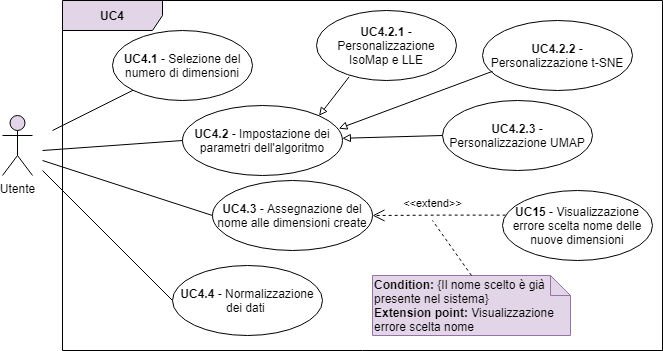 UC4
UC4.1 - Selezione del
numero di dimensioni
UC4.2.1 -
Personalizzazione
IsoMap e LLE
UC4.2.2 -
Personalizzazione t-SNE
UC4.2 - Impostazione dei
parametri dell'algoritmo
UC4.2.3 -
Personalizzazione UMAP
Utente
UC4.3 - Assegnazione del
nome alle dimensioni create
<<extend>>
UC15 - Visualizzazione
errore scelta nome delle
nuove dimensioni
UC4.4 - Normalizzazione
dei dati
Condition: {Il nome scelto è già
presente nel sistema}
Extension point: Visualizzazione
errore scelta nome